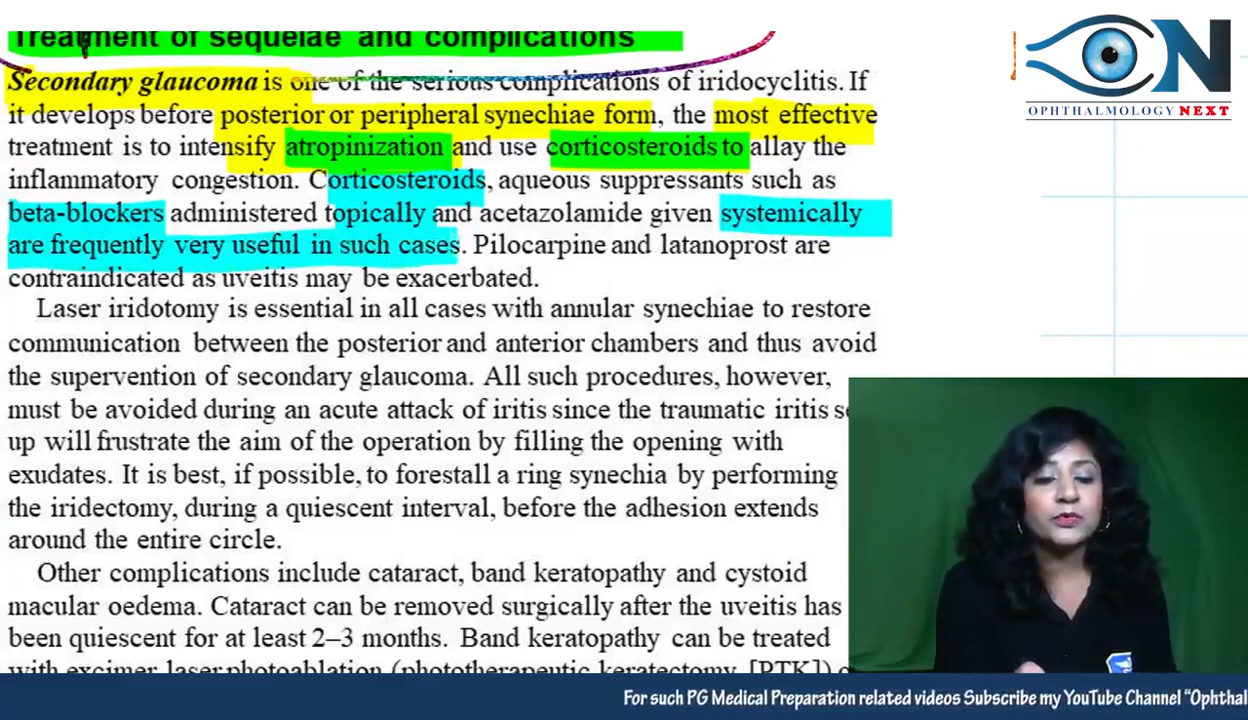 Treatment of sequelae and complications
Secondary glaucoma is one of the serious complications of iridocyclitis. If
it develops before posterior or peripheral synechiae form, the most effective
treatment is to intensify atropinization and use corticosteroids to allay the
inflammatory congestion. Corticosteroids, aqueous suppressants such as
beta-blockers administered topically and acetazolamide given systemically
are frequently very useful in such cases. Pilocarpine and latanoprost are
contraindicated as uveitis may be exacerbated.
Laser iridotomy is essential in all cases with annular synechiae to restore
communication between the posterior and anterior chambers and thus avoid
the supervention of secondary glaucoma. All such procedures, however,
must be avoided during an acute attack of iritis since the traumatic iritis se
up will frustrate the aim of the operation by filling the opening with
exudates. It is best, if possible, to forestall a ring synechia by performing
the iridectomy, during a quiescent interval, before the adhesion extends
around the entire circle.
Other complications include cataract, band keratopathy and cystoid
macular oedema. Cataract can be removed surgically after the uveitis has
been quiescent for at least 2–3 months. Band keratopathy can be treated
with excimer laser photoablation (phototherapeutic keratectomy [PTK]) o
ON
OPHTHALMOLOGY NEXT
For such PG Medical Preparation related videos Subscribe my YouTube Channel “Ophthal